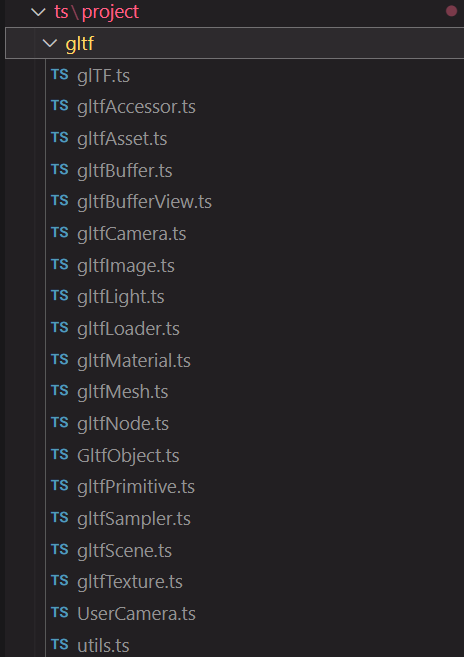 ts\project
gltf
TS glTF.ts
TS gltfAccessor.ts
TS gltfAsset.ts
TS gltfBuffer.ts
TS gltfBufferView.ts
TS gltfCamera.ts
TS gltfImage.ts
TS gltfLight.ts
TS gltfLoader.ts
TS gltfMaterial.ts
TS gltfMesh.ts
TS gltfNode.ts
TS GltfObject.ts
TS gltfPrimitive.ts
TS gltfSampler.ts
TS gltfScene.ts
TS gltfTexture.ts
TS UserCamera.ts
TS utils.ts